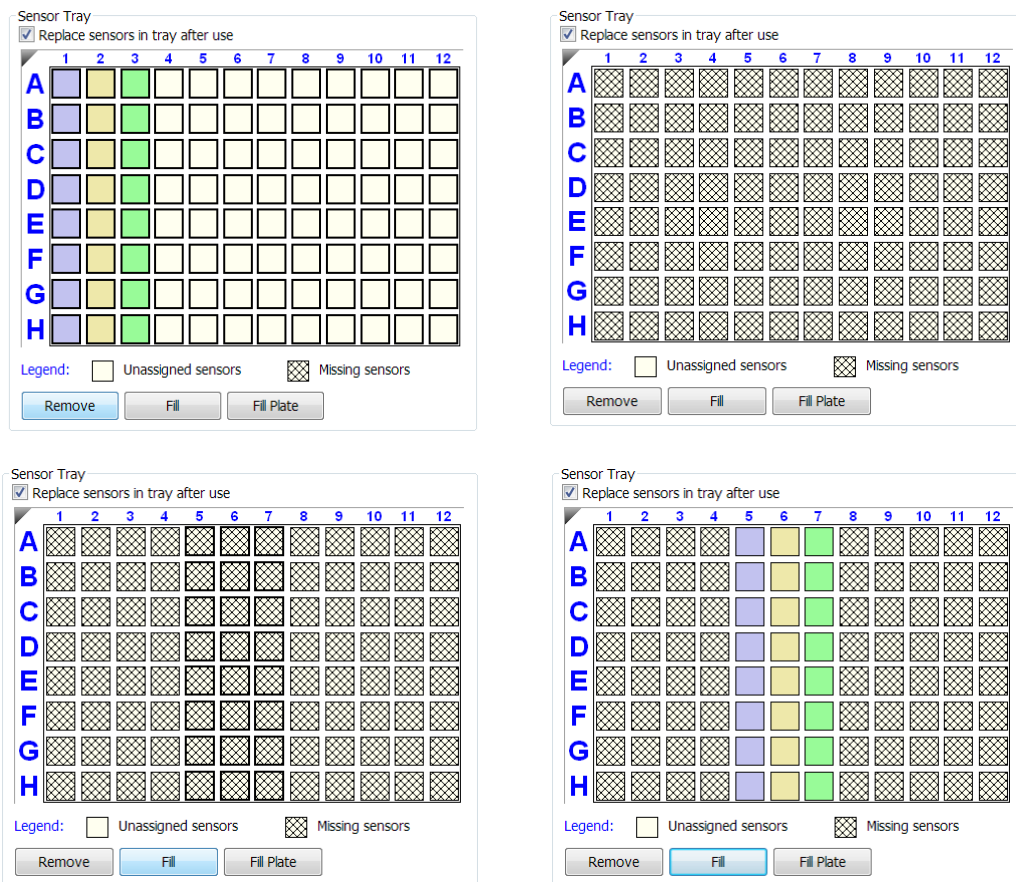 Sensor Tray
Replace sensors in tray after use
1 2 3 4 5 6 7 8 9 10 11 12
A
B
C
D
E
F
G
H
Legend: Unassigned sensors Missing sensors
Remove Fill Fill Plate
Sensor Tray
Replace sensors in tray after use
1 2 3 4 5 6 7 8 9 10 11 12
A
B
C
D
E
F
G
H
Legend: Unassigned sensors Missing sensors
Remove Fill Fill Plate
Sensor Tray
Replace sensors in tray after use
1 2 3 4 5 6 7 8 9 10 11 12
A
B
C
D
E
F
G
H
Legend: Unassigned sensors Missing sensors
Remove Fill Fill Plate
Sensor Tray
Replace sensors in tray after use
1 2 3 4 5 6 7 8 9 10 11 12
A
B
C
D
E
F
G
H
Legend: Unassigned sensors Missing sensors
Remove Fill Fill Plate